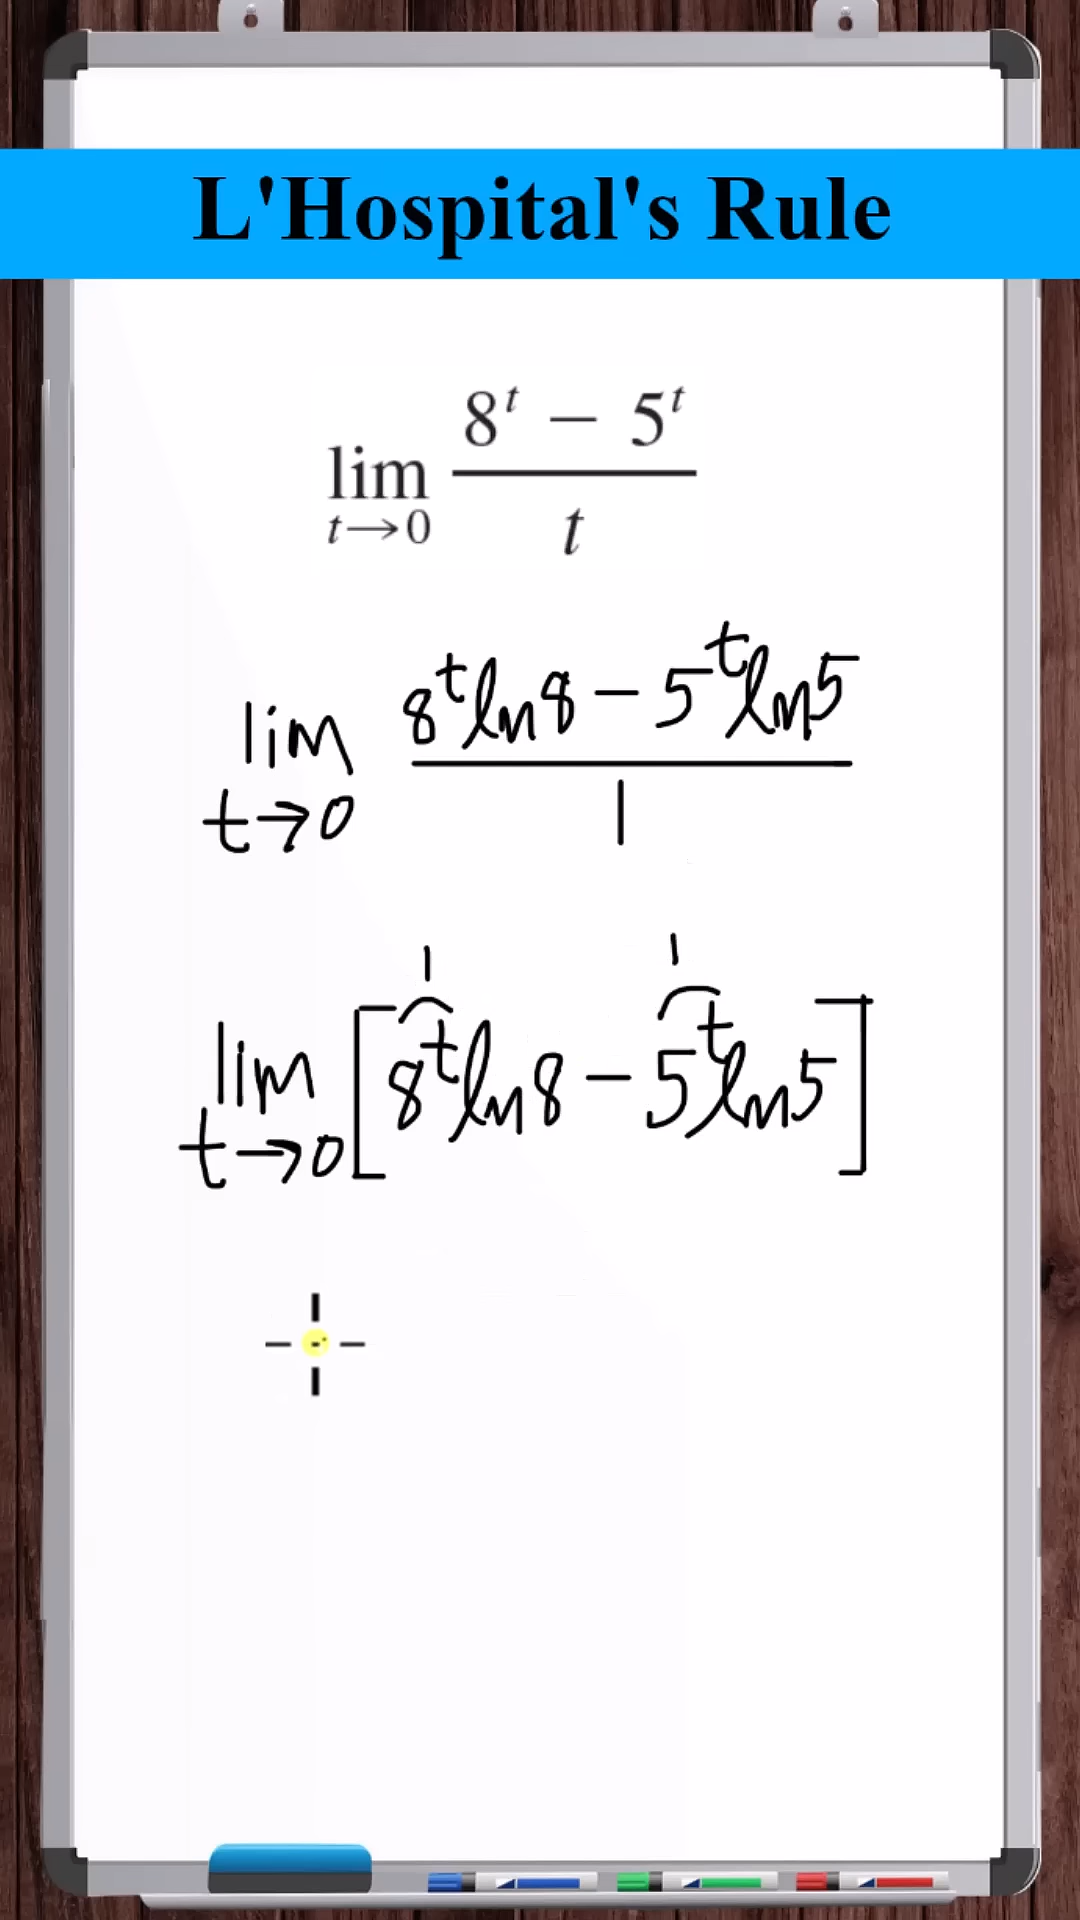 L'Hospital's Rule
lim t→0 (8^t − 5^t)/t
lim t→0 (8^t ln8 − 5^t ln5)/1
1 1
lim t→0 [8^t ln8 − 5^t ln5]